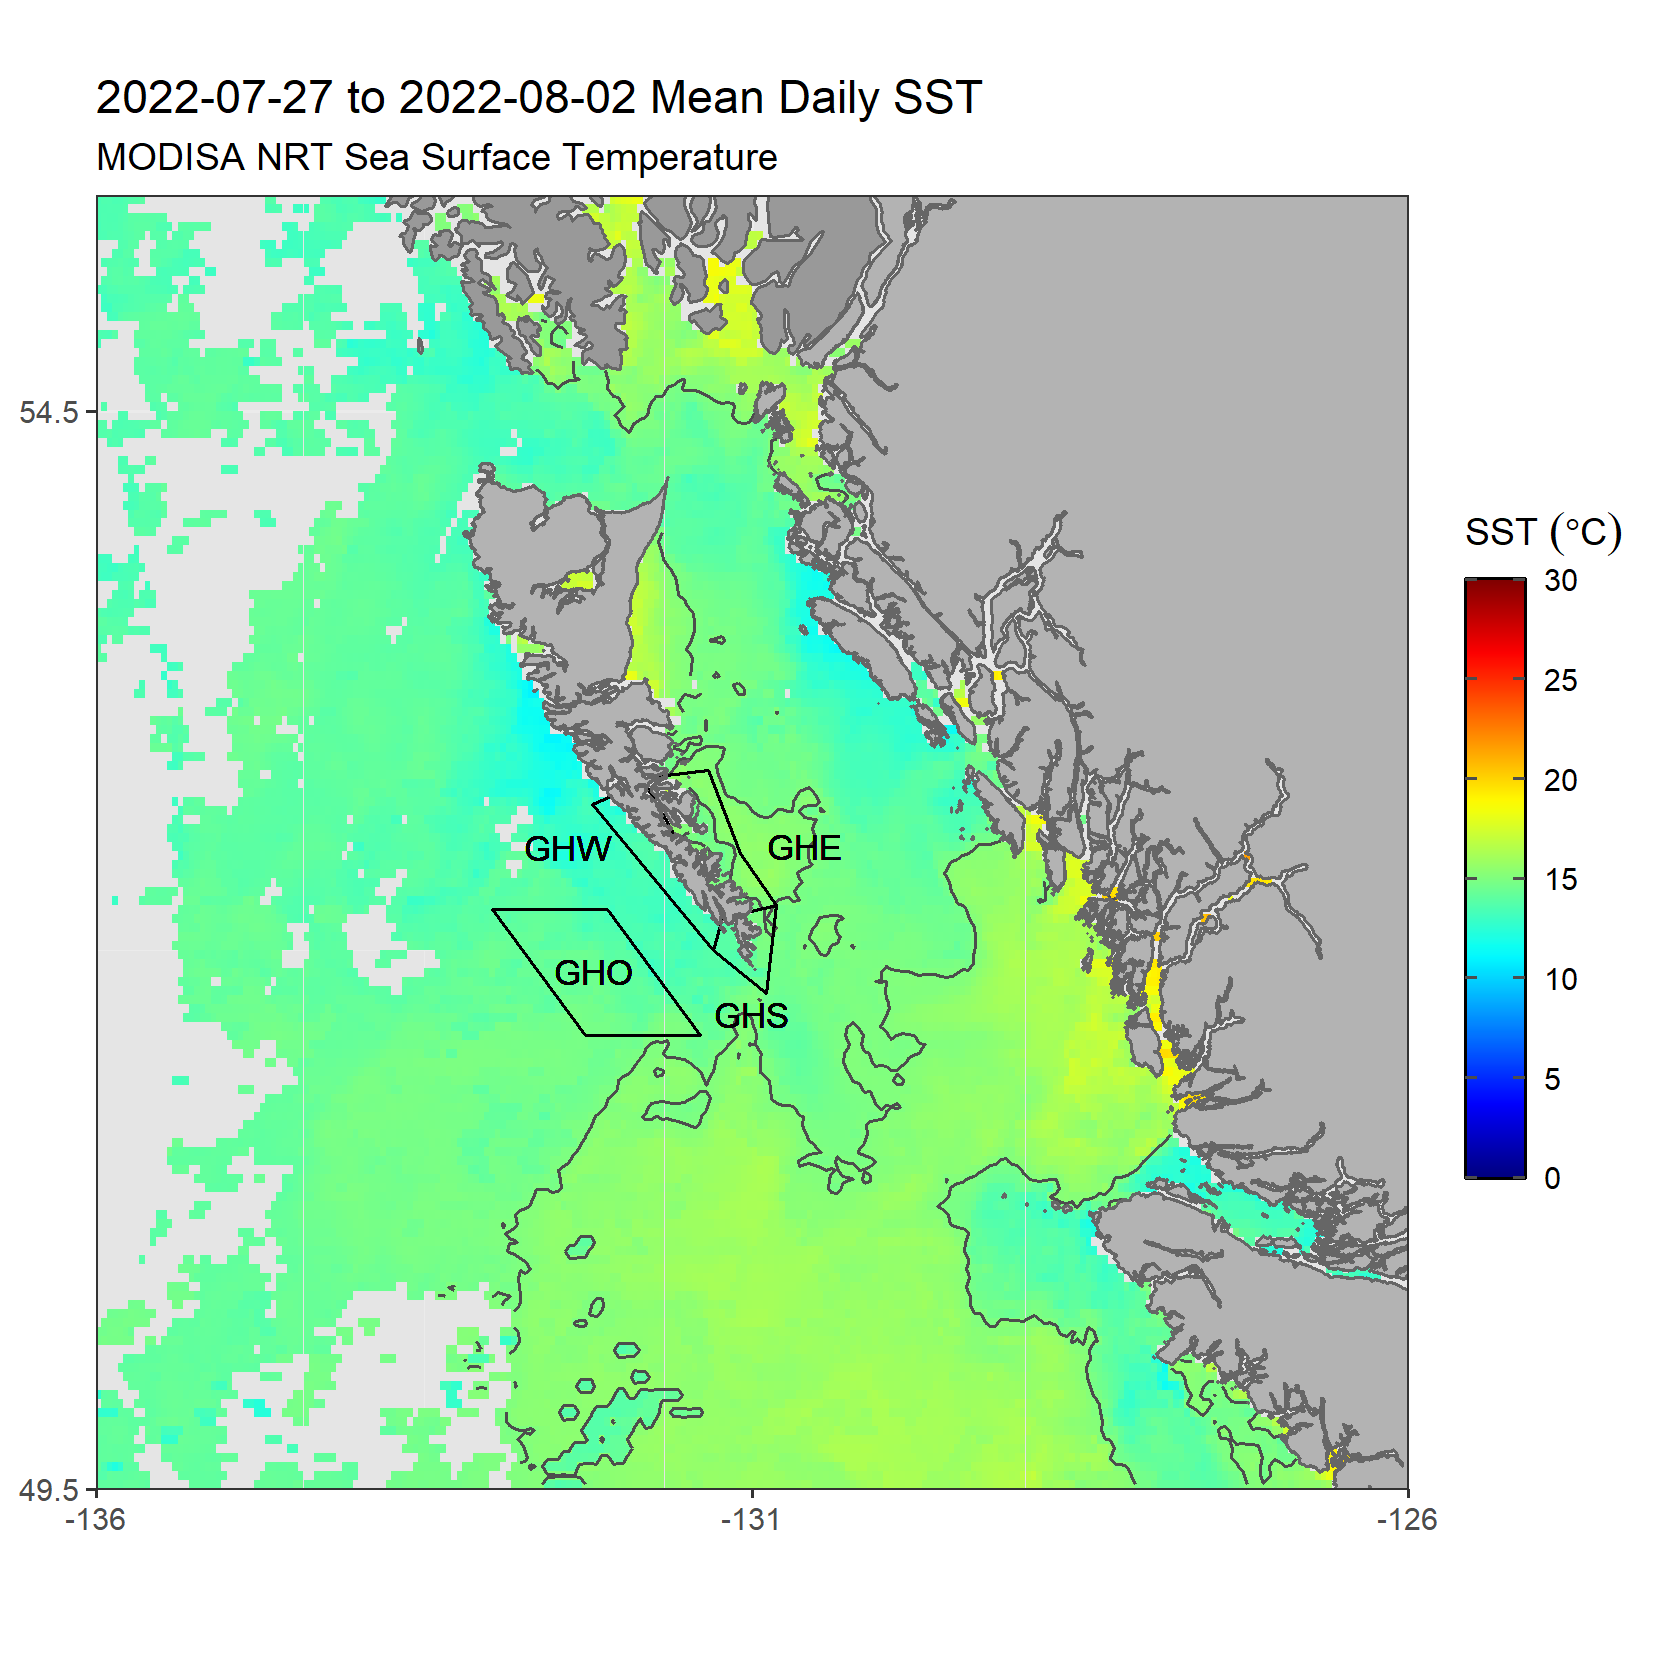 2022-07-27 to 2022-08-02 Mean Daily SST
MODISA NRT Sea Surface Temperature
54.5
49.5
-136
-131
-126
GHW
GHE
GHO
GHS
SST (°C)
30
25
20
15
10
5
0